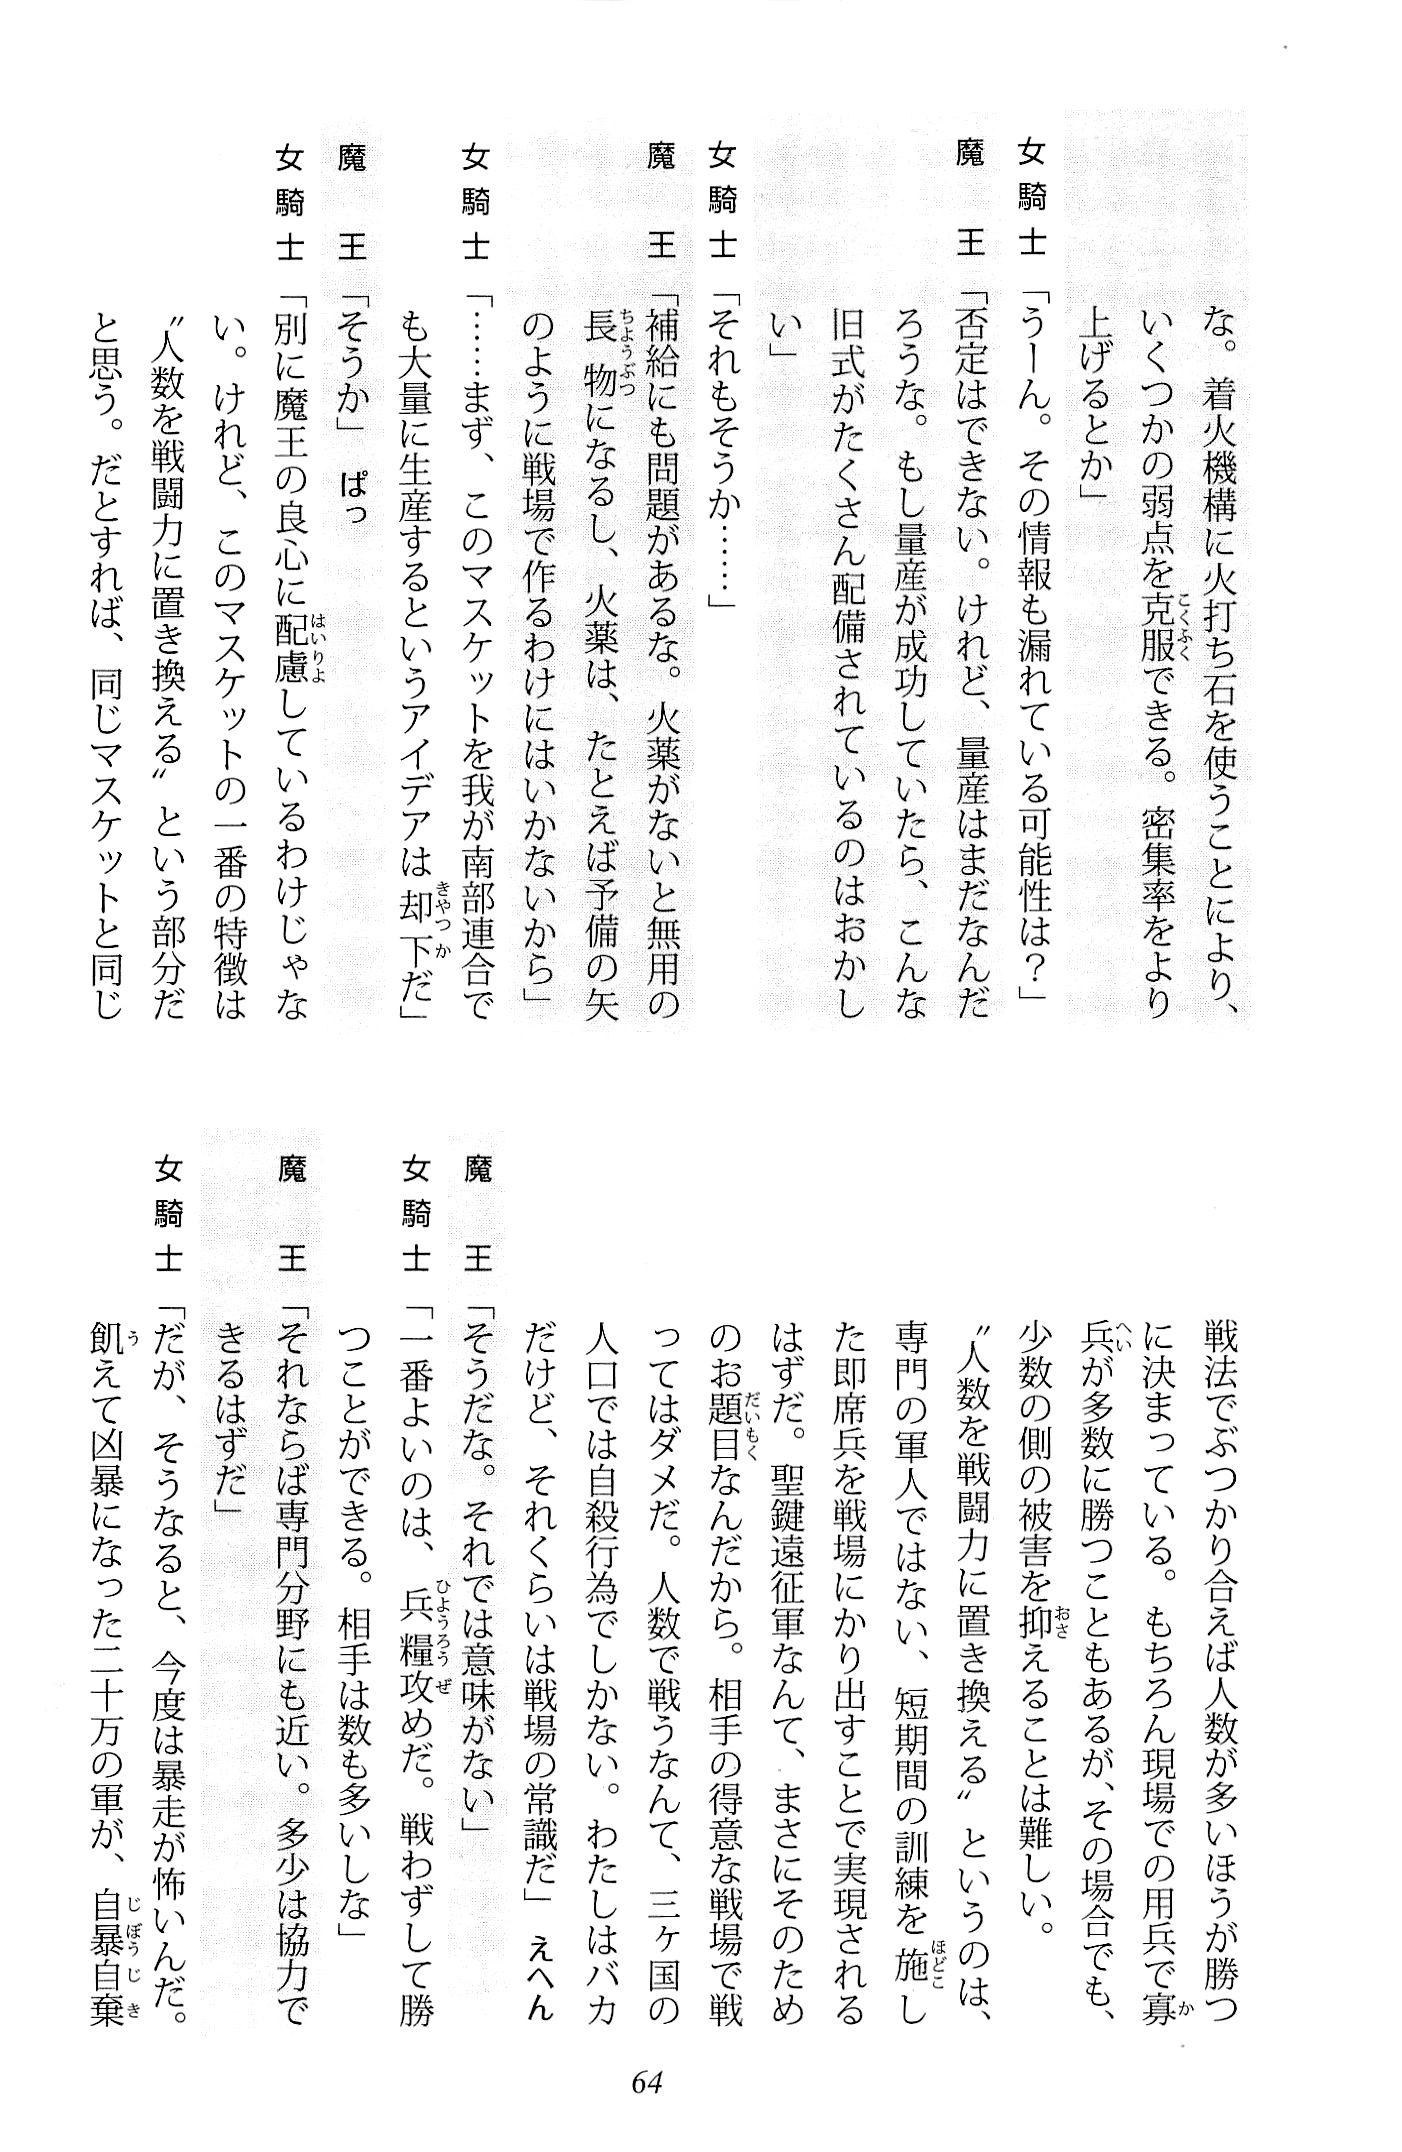 な。着火機構に火打ち石を使うことにより、
いくつかの弱点を克服できる。密集率をより
上げるとか」
女騎士「うーん。その情報も漏れている可能性は？」
魔　王「否定はできない。けれど、量産はまだなんだ
ろうな。もし量産が成功していたら、こんな
旧式がたくさん配備されているのはおかし
い」
女騎士「それもそうか……」
魔　王「補給にも問題があるな。火薬がないと無用の
長物になるし、火薬は、たとえば予備の矢
のように戦場で作るわけにはいかないから」
女騎士「……まず、このマスケットを我が南部連合で
も大量に生産するというアイデアは却下だ」
魔　王「そうか」　ぱっ
女騎士「別に魔王の良心に配慮しているわけじゃな
い。けれど、このマスケットの一番の特徴は
〝人数を戦闘力に置き換える〟という部分だ
と思う。だとすれば、同じマスケットと同じ
戦法でぶつかり合えば人数が多いほうが勝つ
に決まっている。もちろん現場での用兵で寡
兵が多数に勝つこともあるが、その場合でも、
少数の側の被害を抑えることは難しい。
〝人数を戦闘力に置き換える〟というのは、
専門の軍人ではない、短期間の訓練を施し
た即席兵を戦場にかり出すことで実現される
はずだ。聖鍵遠征軍なんて、まさにそのため
のお題目なんだから。相手の得意な戦場で戦
ってはダメだ。人数で戦うなんて、三ヶ国の
人口では自殺行為でしかない。わたしはバカ
だけど、それくらいは戦場の常識だ」　えへん
魔　王「そうだな。それでは意味がない」
女騎士「一番よいのは、兵糧攻めだ。戦わずして勝
つことができる。相手は数も多いしな」
魔　王「それならば専門分野にも近い。多少は協力で
きるはずだ」
女騎士「だが、そうなると、今度は暴走が怖いんだ。
飢えて凶暴になった二十万の軍が、自暴自棄
64